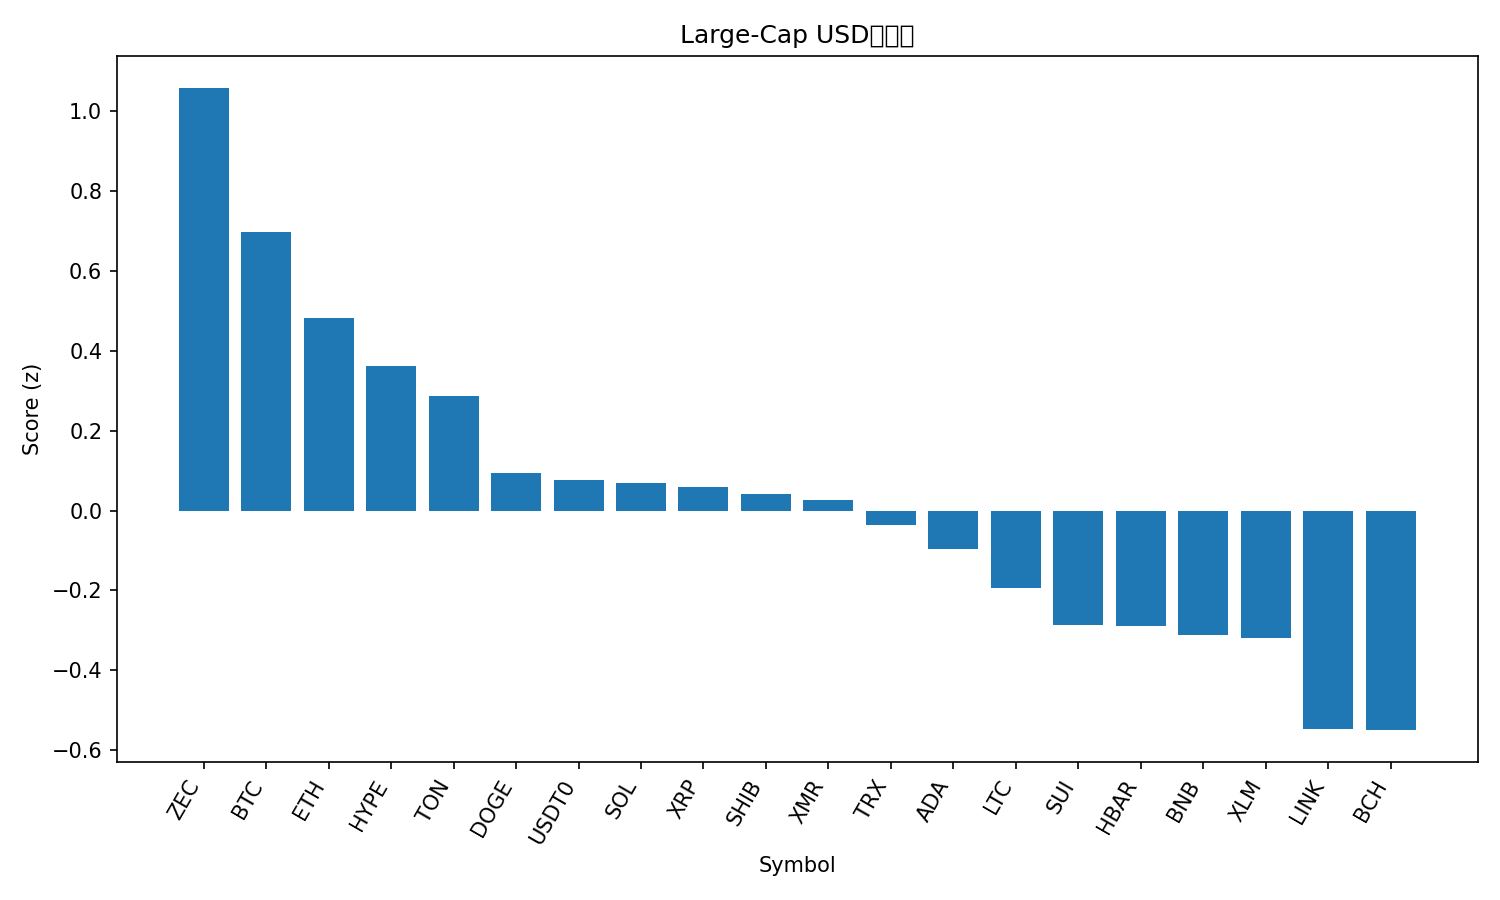 Large-Cap USD
Score (z)
1.0
0.8
0.6
0.4
0.2
0.0
−0.2
−0.4
−0.6
ZEC
BTC
ETH
HYPE
TON
DOGE
USDT0
SOL
XRP
SHIB
XMR
TRX
ADA
LTC
SUI
HBAR
BNB
XLM
LINK
BCH
Symbol